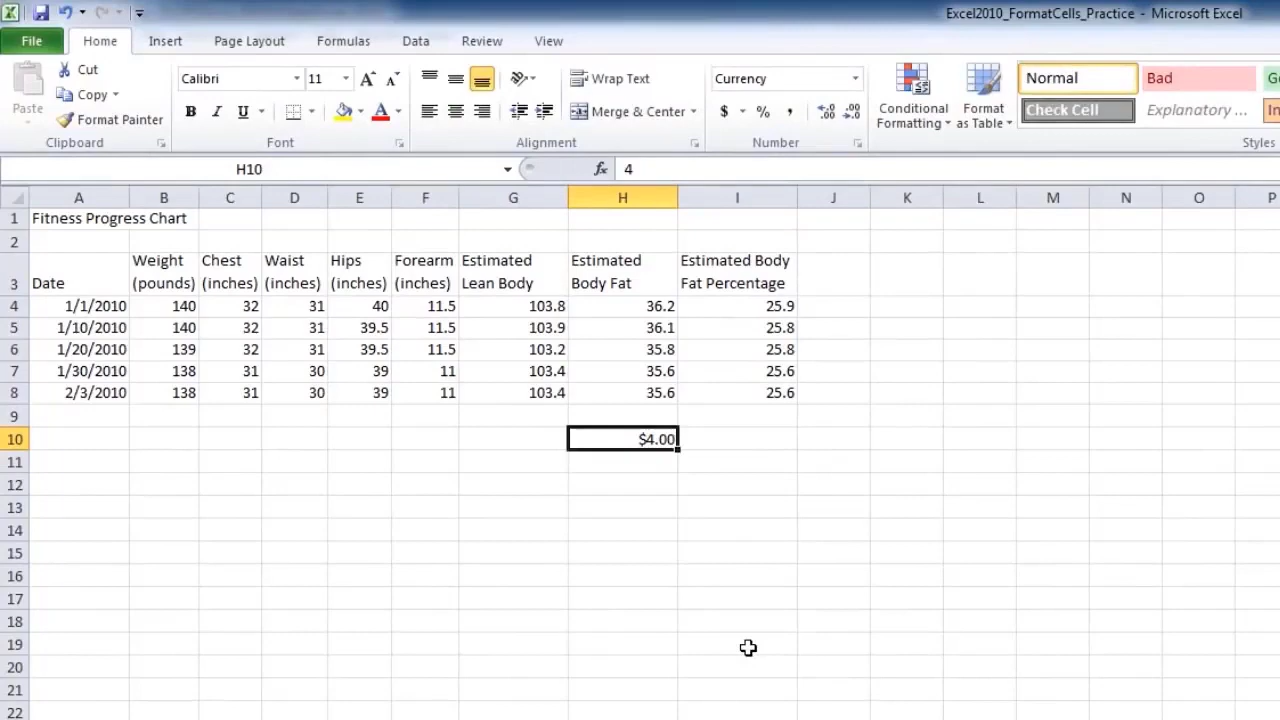 Excel2010_FormatCells_Practice - Microsoft Excel
File Home Insert Page Layout Formulas Data Review View
Cut
Copy
Format Painter
Paste
Clipboard
Calibri 11
B I U A
Font
Wrap Text
Merge & Center
Alignment
Currency
$ % ,
Number
Conditional
Formatting
Format
as Table
Normal Bad
Check Cell Explanatory ...
Styles
H10 fx 4
A B C D E F G H I J K L M N O P
1 Fitness Progress Chart
2
Weight Chest Waist Hips Forearm Estimated Estimated Estimated Body
3 Date (pounds) (inches) (inches) (inches) (inches) Lean Body Body Fat Fat Percentage
4 1/1/2010 140 32 31 40 11.5 103.8 36.2 25.9
5 1/10/2010 140 32 31 39.5 11.5 103.9 36.1 25.8
6 1/20/2010 139 32 31 39.5 11.5 103.2 35.8 25.8
7 1/30/2010 138 31 30 39 11 103.4 35.6 25.6
8 2/3/2010 138 31 30 39 11 103.4 35.6 25.6
9
10 $4.00
11
12
13
14
15
16
17
18
19
20
21
22